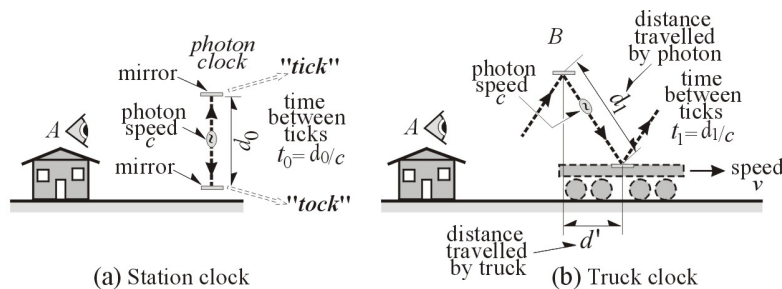 photon
clock
"tick"
mirror
A
photon
speed
c
d0
time
between
ticks
t0= d0/c
mirror
"tock"
(a) Station clock
distance
travelled
by photon
B
photon
speed
c
d1
time
between
ticks
t1= d1/c
A
speed
v
distance
travelled
by truck
d'
(b) Truck clock